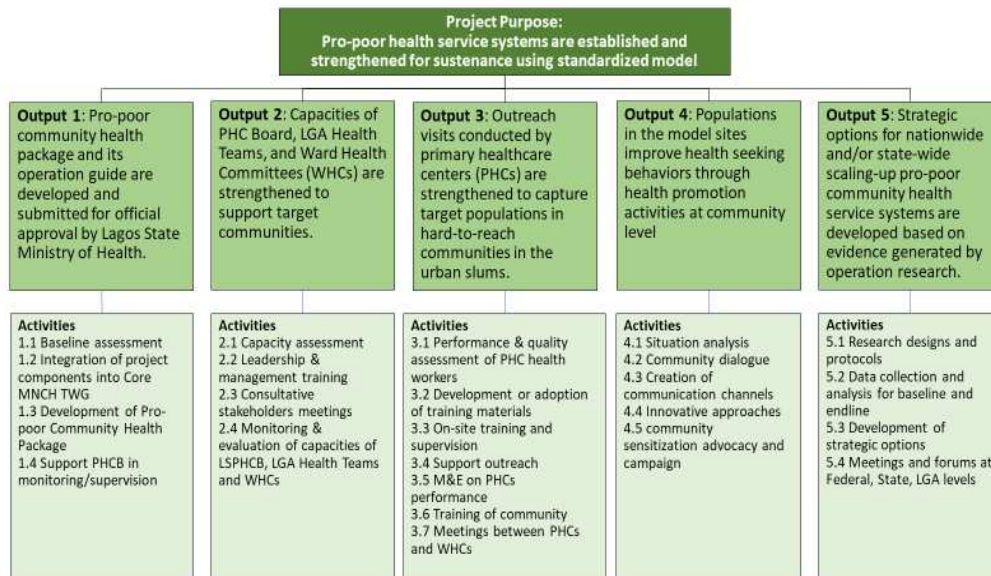 Project Purpose:
Pro-poor health service systems are established and
strengthened for sustenance using standardized model
Output 1: Pro-poor
community health
package and its
operation guide are
developed and
submitted for official
approval by Lagos State
Ministry of Health.
Output 2: Capacities of
PHC Board, LGA Health
Teams, and Ward Health
Committees (WHCs) are
strengthened to
support target
communities.
Output 3: Outreach
visits conducted by
primary healthcare
centers (PHCs) are
strengthened to capture
target populations in
hard-to-reach
communities in the
urban slums.
Output 4: Populations
in the model sites
improve health seeking
behaviors through
health promotion
activities at community
level
Output 5: Strategic
options for nationwide
and/or state-wide
scaling-up pro-poor
community health
service systems are
developed based on
evidence generated by
operation research.
Activities
1.1 Baseline assessment
1.2 Integration of project
components into Core
MNCH TWG
1.3 Development of Pro-
poor Community Health
Package
1.4 Support PHCB in
monitoring/supervision
Activities
2.1 Capacity assessment
2.2 Leadership &
management training
2.3 Consultative
stakeholders meetings
2.4 Monitoring &
evaluation of capacities of
LSPHCB, LGA Health Teams
and WHCs
Activities
3.1 Performance & quality
assessment of PHC health
workers
3.2 Development or adoption
of training materials
3.3 On-site training and
supervision
3.4 Support outreach
3.5 M&E on PHCs
performance
3.6 Training of community
3.7 Meetings between PHCs
and WHCs
Activities
4.1 Situation analysis
4.2 Community dialogue
4.3 Creation of
communication channels
4.4 Innovative approaches
4.5 community
sensitization advocacy and
campaign
Activities
5.1 Research designs and
protocols
5.2 Data collection and
analysis for baseline and
endline
5.3 Development of
strategic options
5.4 Meetings and forums at
Federal, State, LGA levels